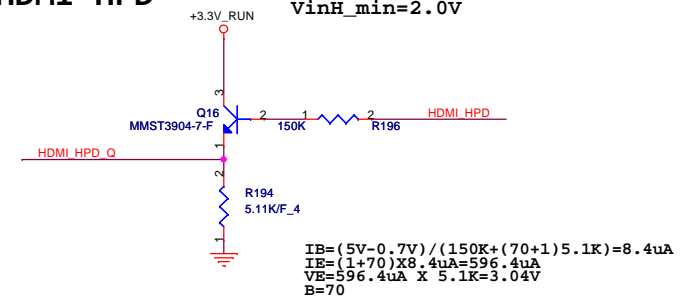 HDMI HPD
VinH_min=2.0V
+3.3V_RUN
3
Q16
MMST3904-7-F
2
150K
1
2
R196
HDMI_HPD
1
HDMI_HPD_Q
2
R194
5.11K/F_4
1
IB=(5V-0.7V)/(150K+(70+1)5.1K)=8.4uA
IE=(1+70)X8.4uA=596.4uA
VE=596.4uA X 5.1K=3.04V
B=70